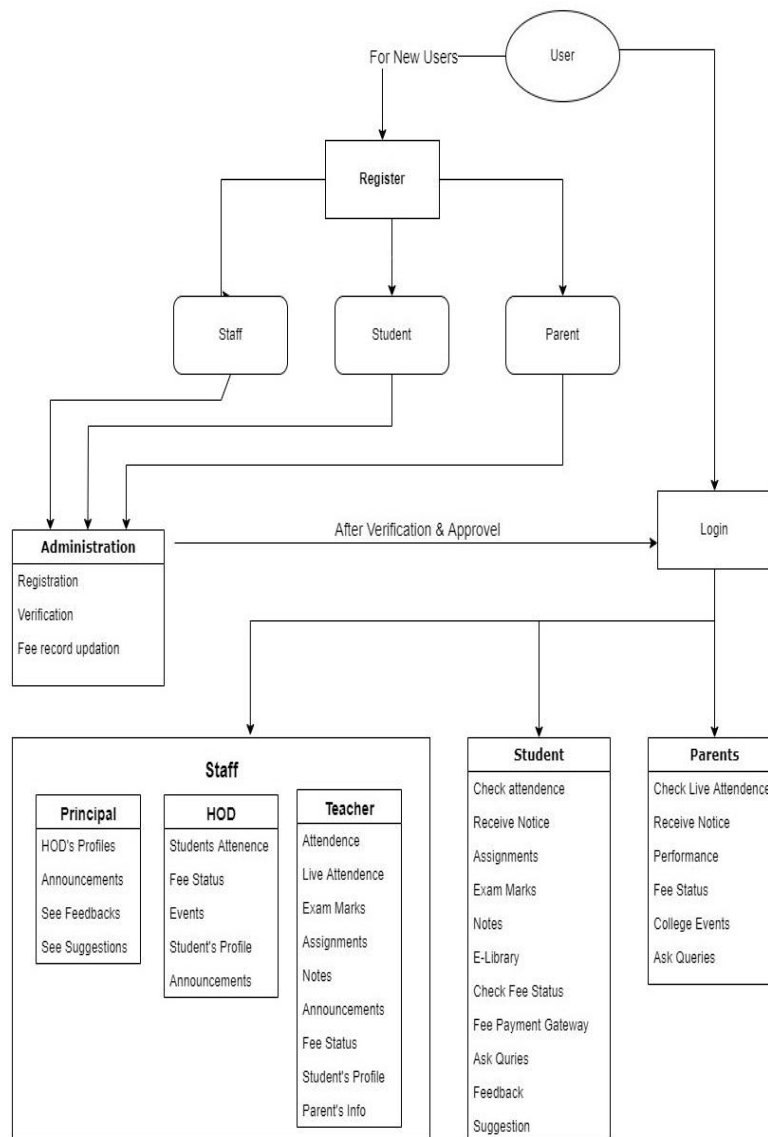 For New Users
User
Register
Staff
Student
Parent
Administration
Registration
Verification
Fee record updation
After Verification & Approvel
Login
Staff
Principal
HOD's Profiles
Announcements
See Feedbacks
See Suggestions
HOD
Students Attenence
Fee Status
Events
Student's Profile
Announcements
Teacher
Attendence
Live Attendence
Exam Marks
Assignments
Notes
Announcements
Fee Status
Student's Profile
Parent's Info
Student
Check attendence
Receive Notice
Assignments
Exam Marks
Notes
E-Library
Check Fee Status
Fee Payment Gateway
Ask Quries
Feedback
Suggestion
Parents
Check Live Attendence
Receive Notice
Performance
Fee Status
College Events
Ask Queries